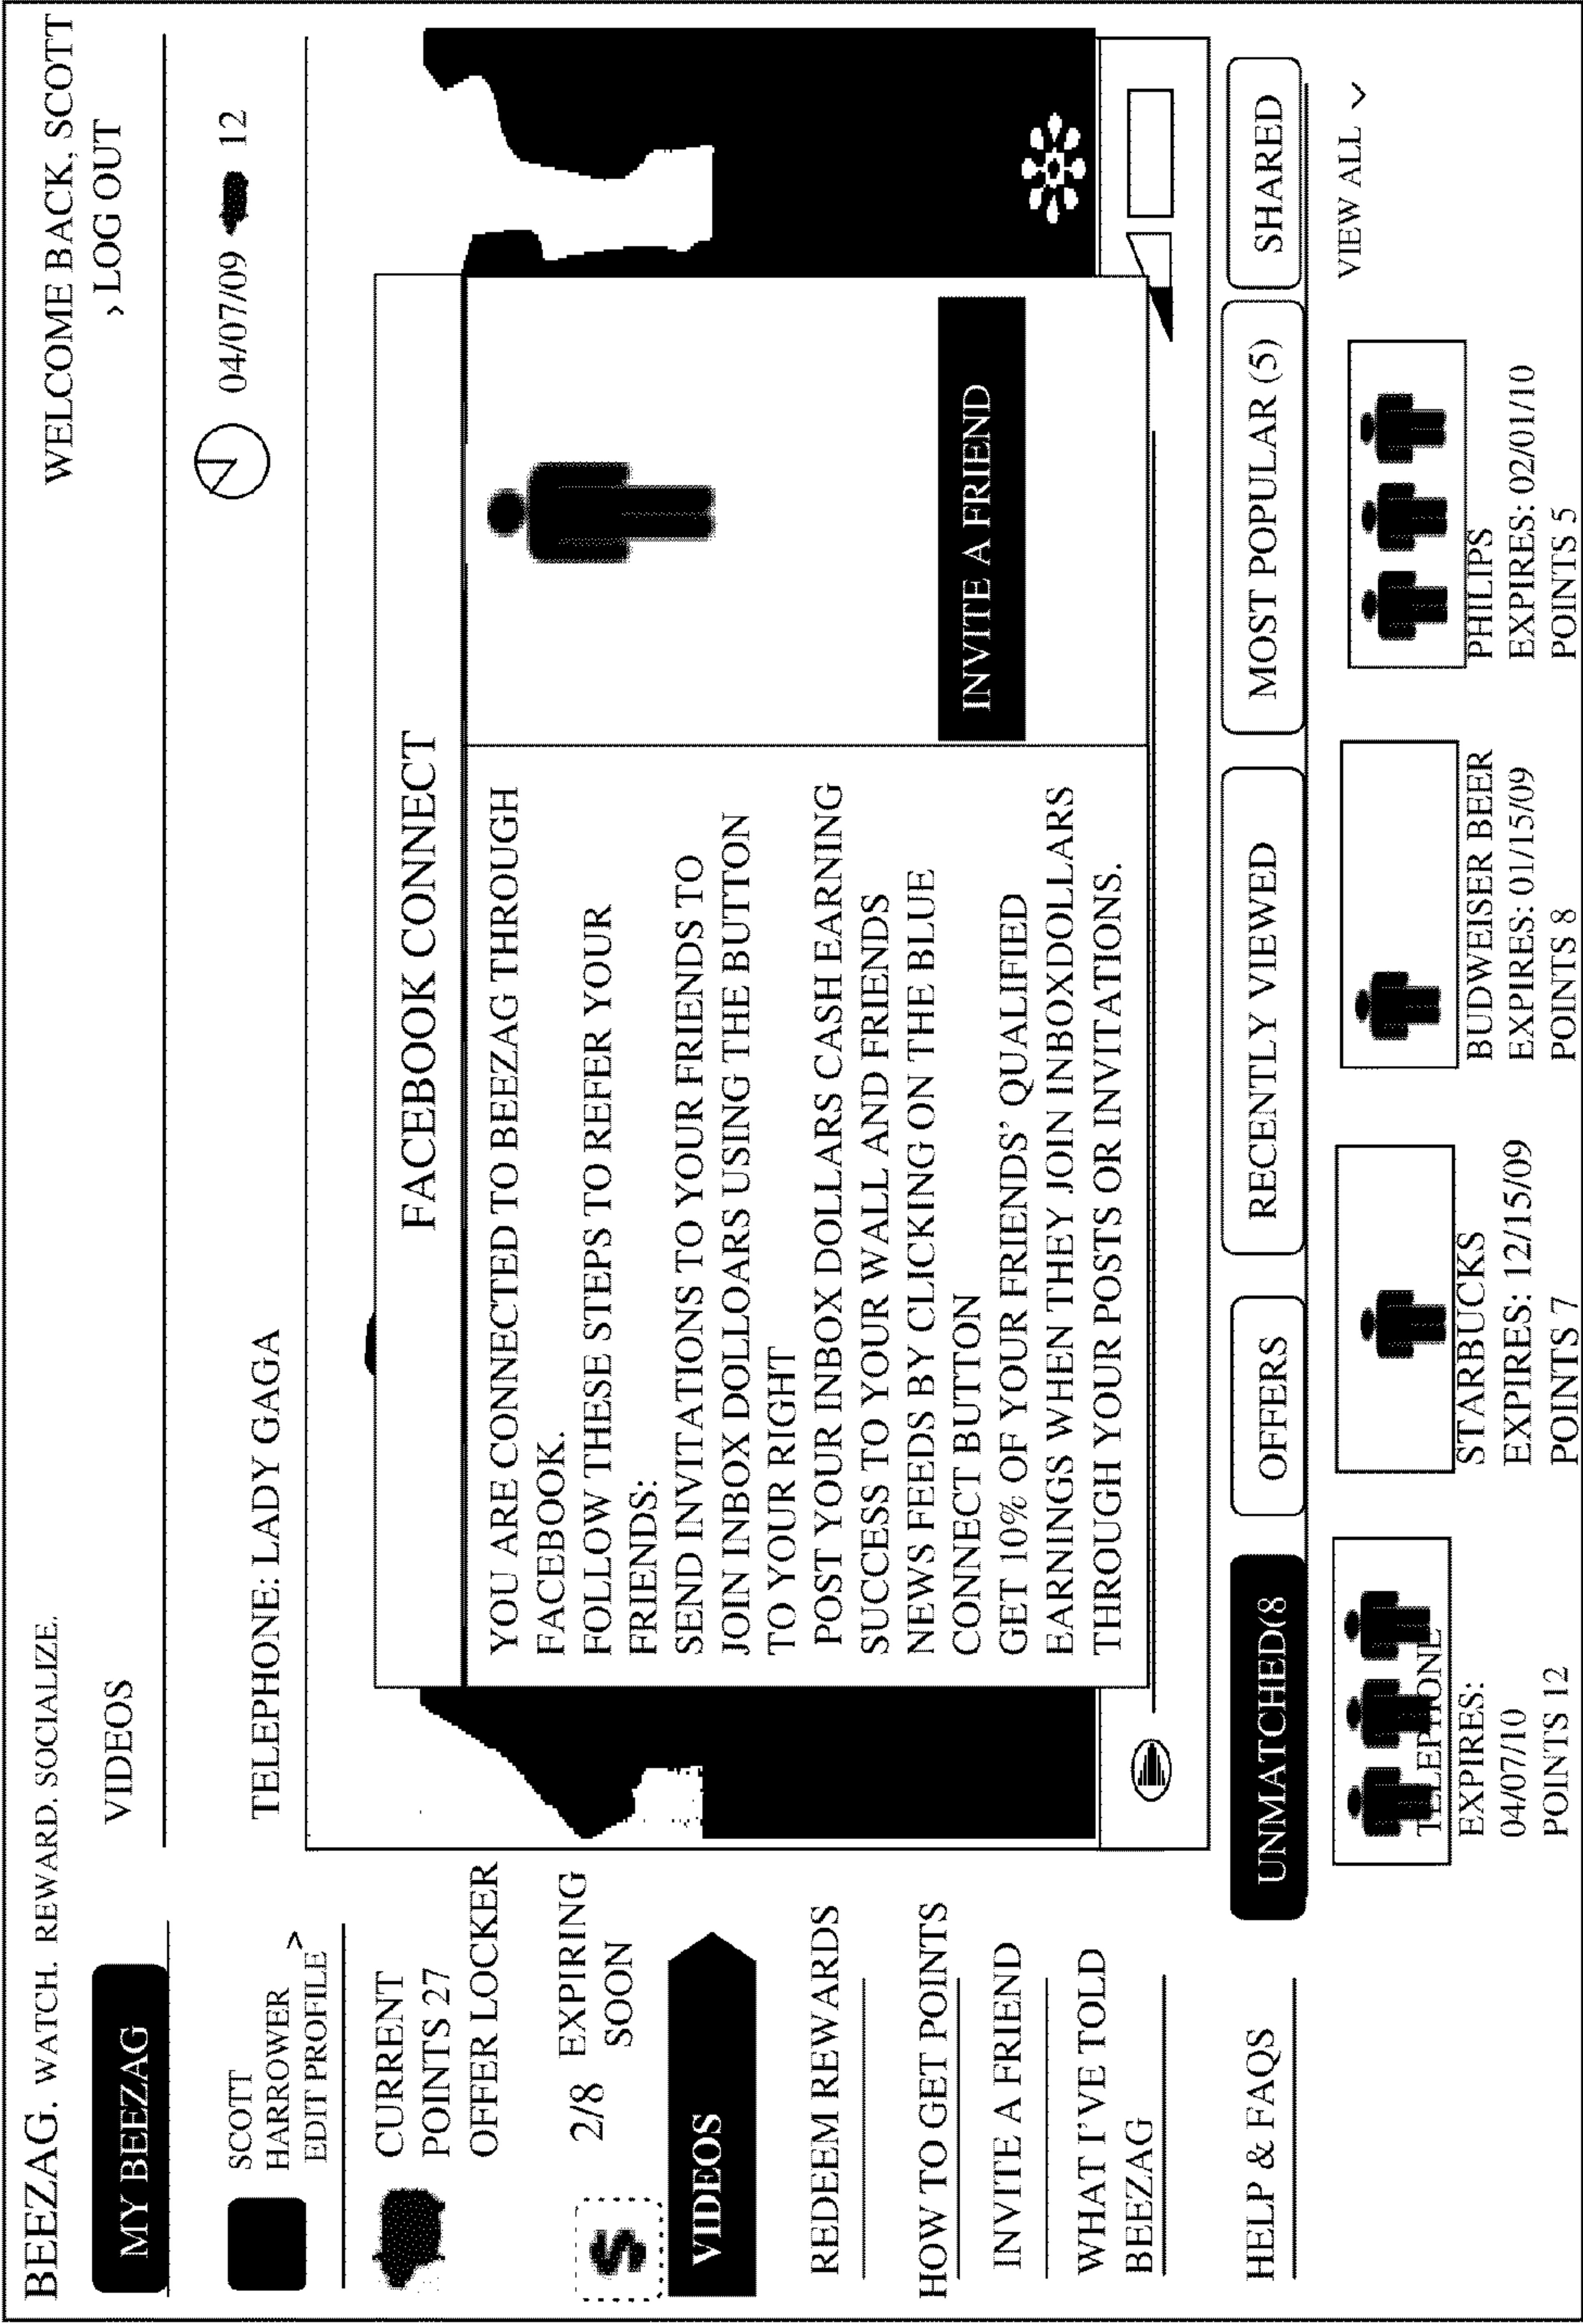 BEEZAG. WATCH. REWARD. SOCIALIZE.
WELCOME BACK, SCOTT
› LOG OUT
MY BEEZAG
VIDEOS
SCOTT
HARROWER
EDIT PROFILE >
CURRENT
POINTS 27
OFFER LOCKER
2/8 EXPIRING
SOON
$
VIDEOS
REDEEM REWARDS
HOW TO GET POINTS
INVITE A FRIEND
WHAT I'VE TOLD
BEEZAG
HELP & FAQS
TELEPHONE: LADY GAGA
04/07/09 12
FACEBOOK CONNECT
YOU ARE CONNECTED TO BEEZAG THROUGH
FACEBOOK.
FOLLOW THESE STEPS TO REFER YOUR
FRIENDS:
SEND INVITATIONS TO YOUR FRIENDS TO
JOIN INBOX DOLLOARS USING THE BUTTON
TO YOUR RIGHT
POST YOUR INBOX DOLLARS CASH EARNING
SUCCESS TO YOUR WALL AND FRIENDS
NEWS FEEDS BY CLICKING ON THE BLUE
CONNECT BUTTON
GET 10% OF YOUR FRIENDS' QUALIFIED
EARNINGS WHEN THEY JOIN INBOXDOLLARS
THROUGH YOUR POSTS OR INVITATIONS.
INVITE A FRIEND
UNMATCHED(8
OFFERS
RECENTLY VIEWED
MOST POPULAR (5)
SHARED
VIEW ALL
TELEPHONE
EXPIRES:
04/07/10
POINTS 12
STARBUCKS
EXPIRES: 12/15/09
POINTS 7
BUDWEISER BEER
EXPIRES: 01/15/09
POINTS 8
PHILIPS
EXPIRES: 02/01/10
POINTS 5